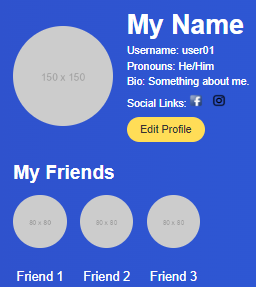 My Name
150 x 150
Username: user01
Pronouns: He/Him
Bio: Something about me.
Social Links:
Edit Profile
My Friends
80 x 80
80 x 80
80 x 80
Friend 1
Friend 2
Friend 3